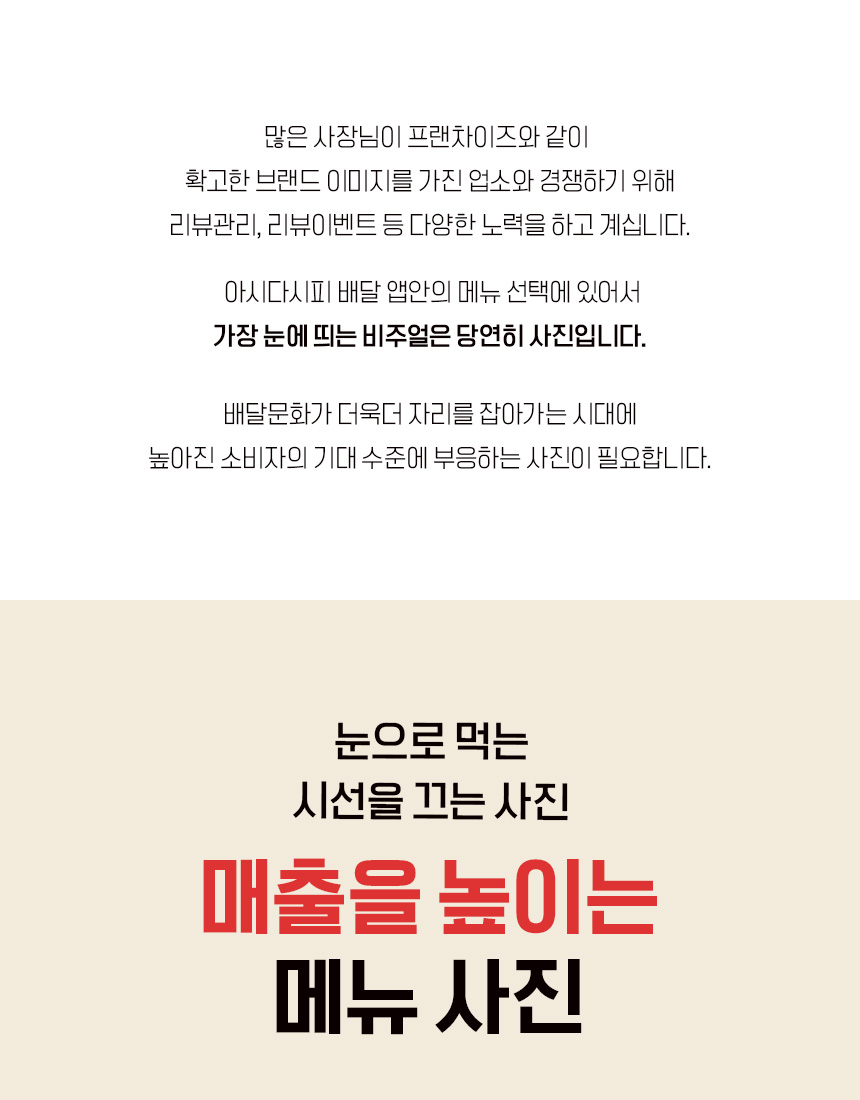 많은 사장님이 프랜차이즈와 같이
확고한 브랜드 이미지를 가진 업소와 경쟁하기 위해
리뷰관리, 리뷰이벤트 등 다양한 노력을 하고 계십니다.
아시다시피 배달 앱안의 메뉴 선택에 있어서
가장 눈에 띄는 비주얼은 당연히 사진입니다.
배달문화가 더욱더 자리를 잡아가는 시대에
높아진 소비자의 기대 수준에 부응하는 사진이 필요합니다.
눈으로 먹는
시선을 끄는 사진
매출을 높이는
메뉴 사진